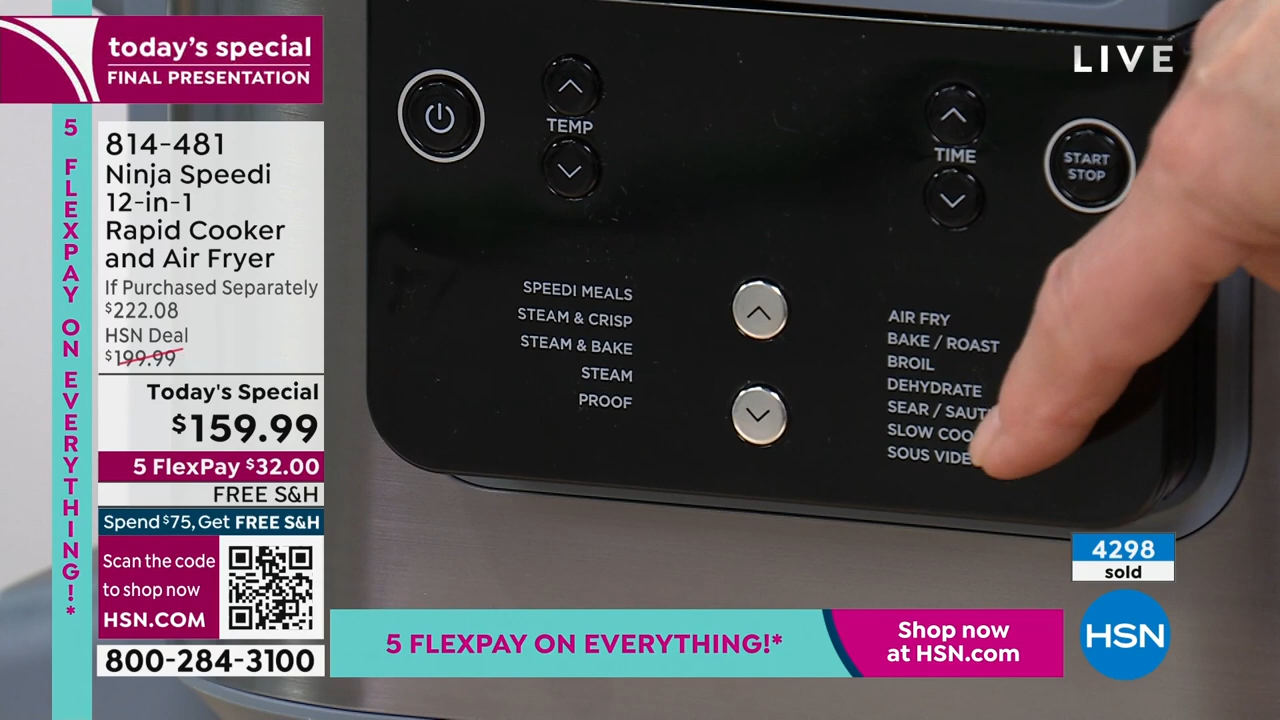 today's special
FINAL PRESENTATION
LIVE
5 FLEXPAY ON EVERYTHING!*
814-481
Ninja Speedi
12-in-1
Rapid Cooker
and Air Fryer
If Purchased Separately
$222.08
HSN Deal
$199.99
Today's Special
$159.99
5 FlexPay $32.00
FREE S&H
Spend $75, Get FREE S&H
Scan the code
to shop now
HSN.COM
800-284-3100
TEMP
TIME
START
STOP
SPEEDI MEALS
STEAM & CRISP
STEAM & BAKE
STEAM
PROOF
AIR FRY
BAKE / ROAST
BROIL
DEHYDRATE
SEAR /
SLOW
SOUS
4298
sold
5 FLEXPAY ON EVERYTHING!*
Shop now
at HSN.com
HSN